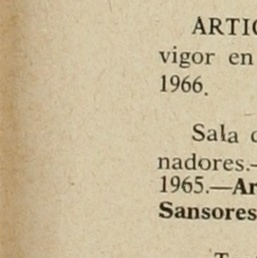 ARTIC
vigor en
1966.
Sala
nadores.—
1965.—Ar
Sansores